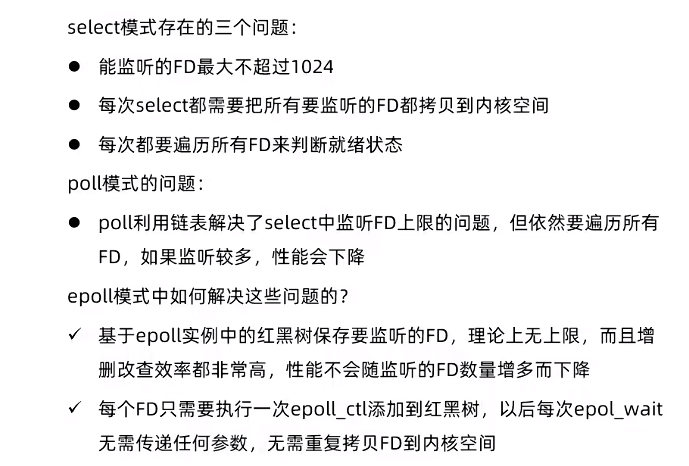 select模式存在的三个问题：
● 能监听的FD最大不超过1024
● 每次select都需要把所有要监听的FD都拷贝到内核空间
● 每次都要遍历所有FD来判断就绪状态
poll模式的问题：
● poll利用链表解决了select中监听FD上限的问题，但依然要遍历所有
FD，如果监听较多，性能会下降
epoll模式中如何解决这些问题的？
✓ 基于epoll实例中的红黑树保存要监听的FD，理论上无上限，而且增
删改查效率都非常高，性能不会随监听的FD数量增多而下降
✓ 每个FD只需要执行一次epoll_ctl添加到红黑树，以后每次epol_wait
无需传递任何参数，无需重复拷贝FD到内核空间